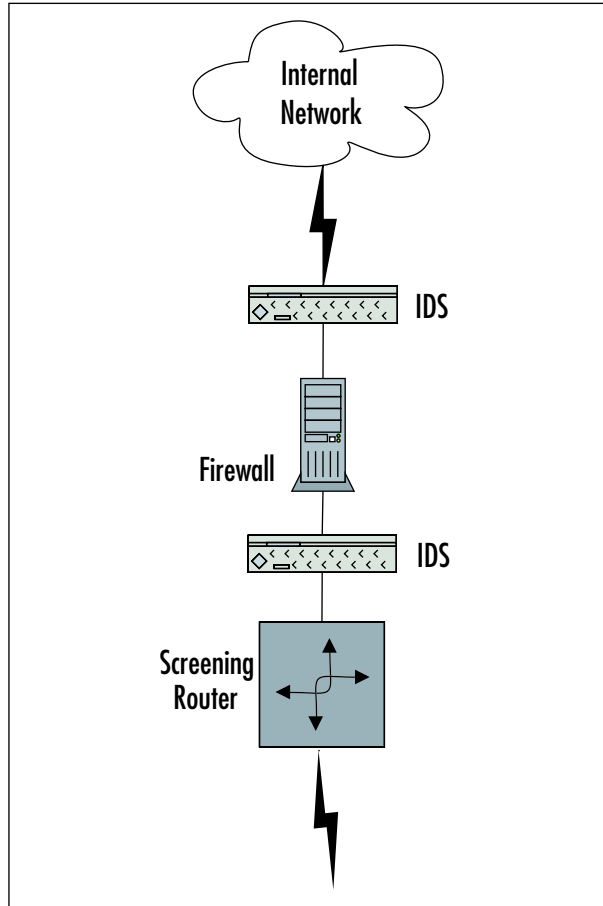 Internal
Network
IDS
Firewall
IDS
Screening
Router